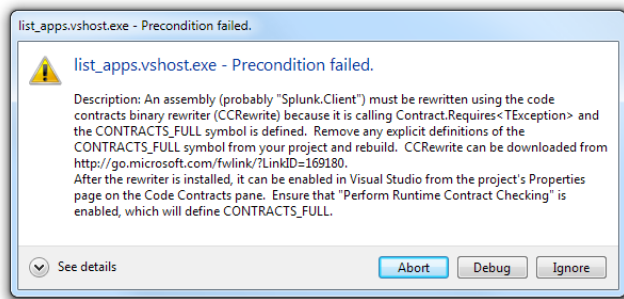 list_apps.vshost.exe - Precondition failed.
list_apps.vshost.exe - Precondition failed.
Description: An assembly (probably "Splunk.Client") must be rewritten using the code
contracts binary rewriter (CCRewrite) because it is calling Contract.Requires<TException> and
the CONTRACTS_FULL symbol is defined.  Remove any explicit definitions of the
CONTRACTS_FULL symbol from your project and rebuild.  CCRewrite can be downloaded from
http://go.microsoft.com/fwlink/?LinkID=169180.
After the rewriter is installed, it can be enabled in Visual Studio from the project's Properties
page on the Code Contracts pane.  Ensure that "Perform Runtime Contract Checking" is
enabled, which will define CONTRACTS_FULL.
See details
Abort
Debug
Ignore